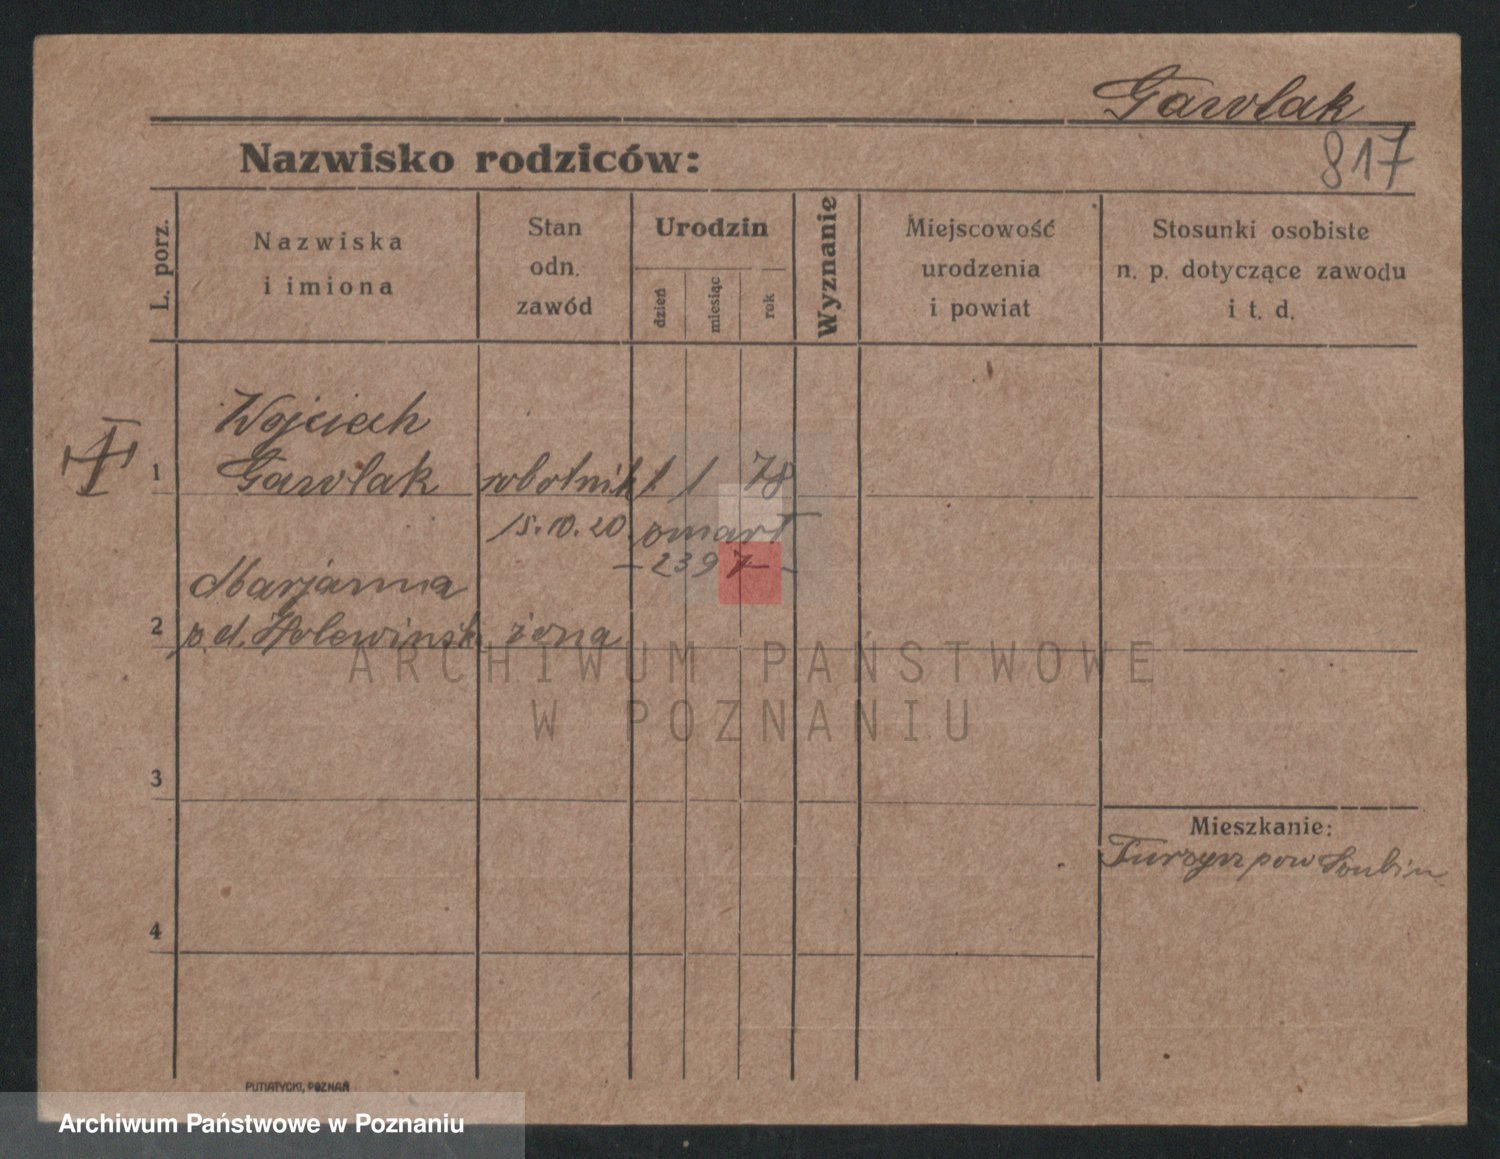 Gawlak
817
Nazwisko rodziców:
L. porz.
Nazwiska
i imiona
Stan
odn.
zawód
Urodzin
dzień
miesiąc
rok
Wyznanie
Miejscowość
urodzenia
i powiat
Stosunki osobiste
n. p. dotyczące zawodu
i t. d.
Wojciech
1 Gawlak robotnik 1 1 78
15.10.20. zmarł
- 239 7 -
Marjanna
2 p. d. żona
ARCHIWUM PAŃSTWOWE
W POZNANIU
3
Mieszkanie:
pow
4
PUTIATYCKI, POZNAŃ
Archiwum Państwowe w Poznaniu